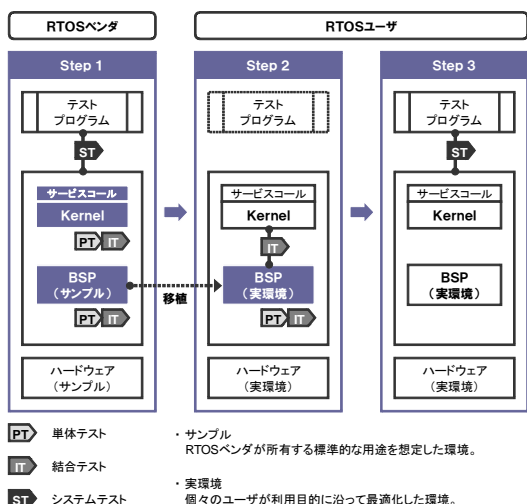 RTOSベンダ
RTOSユーザ
Step 1
Step 2
Step 3
テスト
プログラム
テスト
プログラム
テスト
プログラム
ST
ST
サービスコール
Kernel
サービスコール
Kernel
サービスコール
Kernel
PT IT
IT
BSP
(サンプル)
移植
BSP
(実環境)
BSP
(実環境)
PT IT
PT IT
ハードウェア
(サンプル)
ハードウェア
(実環境)
ハードウェア
(実環境)
PT 単体テスト
IT 結合テスト
ST システムテスト
・サンプル
RTOSベンダが所有する標準的な用途を想定した環境。
・実環境
個々のユーザが利用目的に沿って最適化した環境。